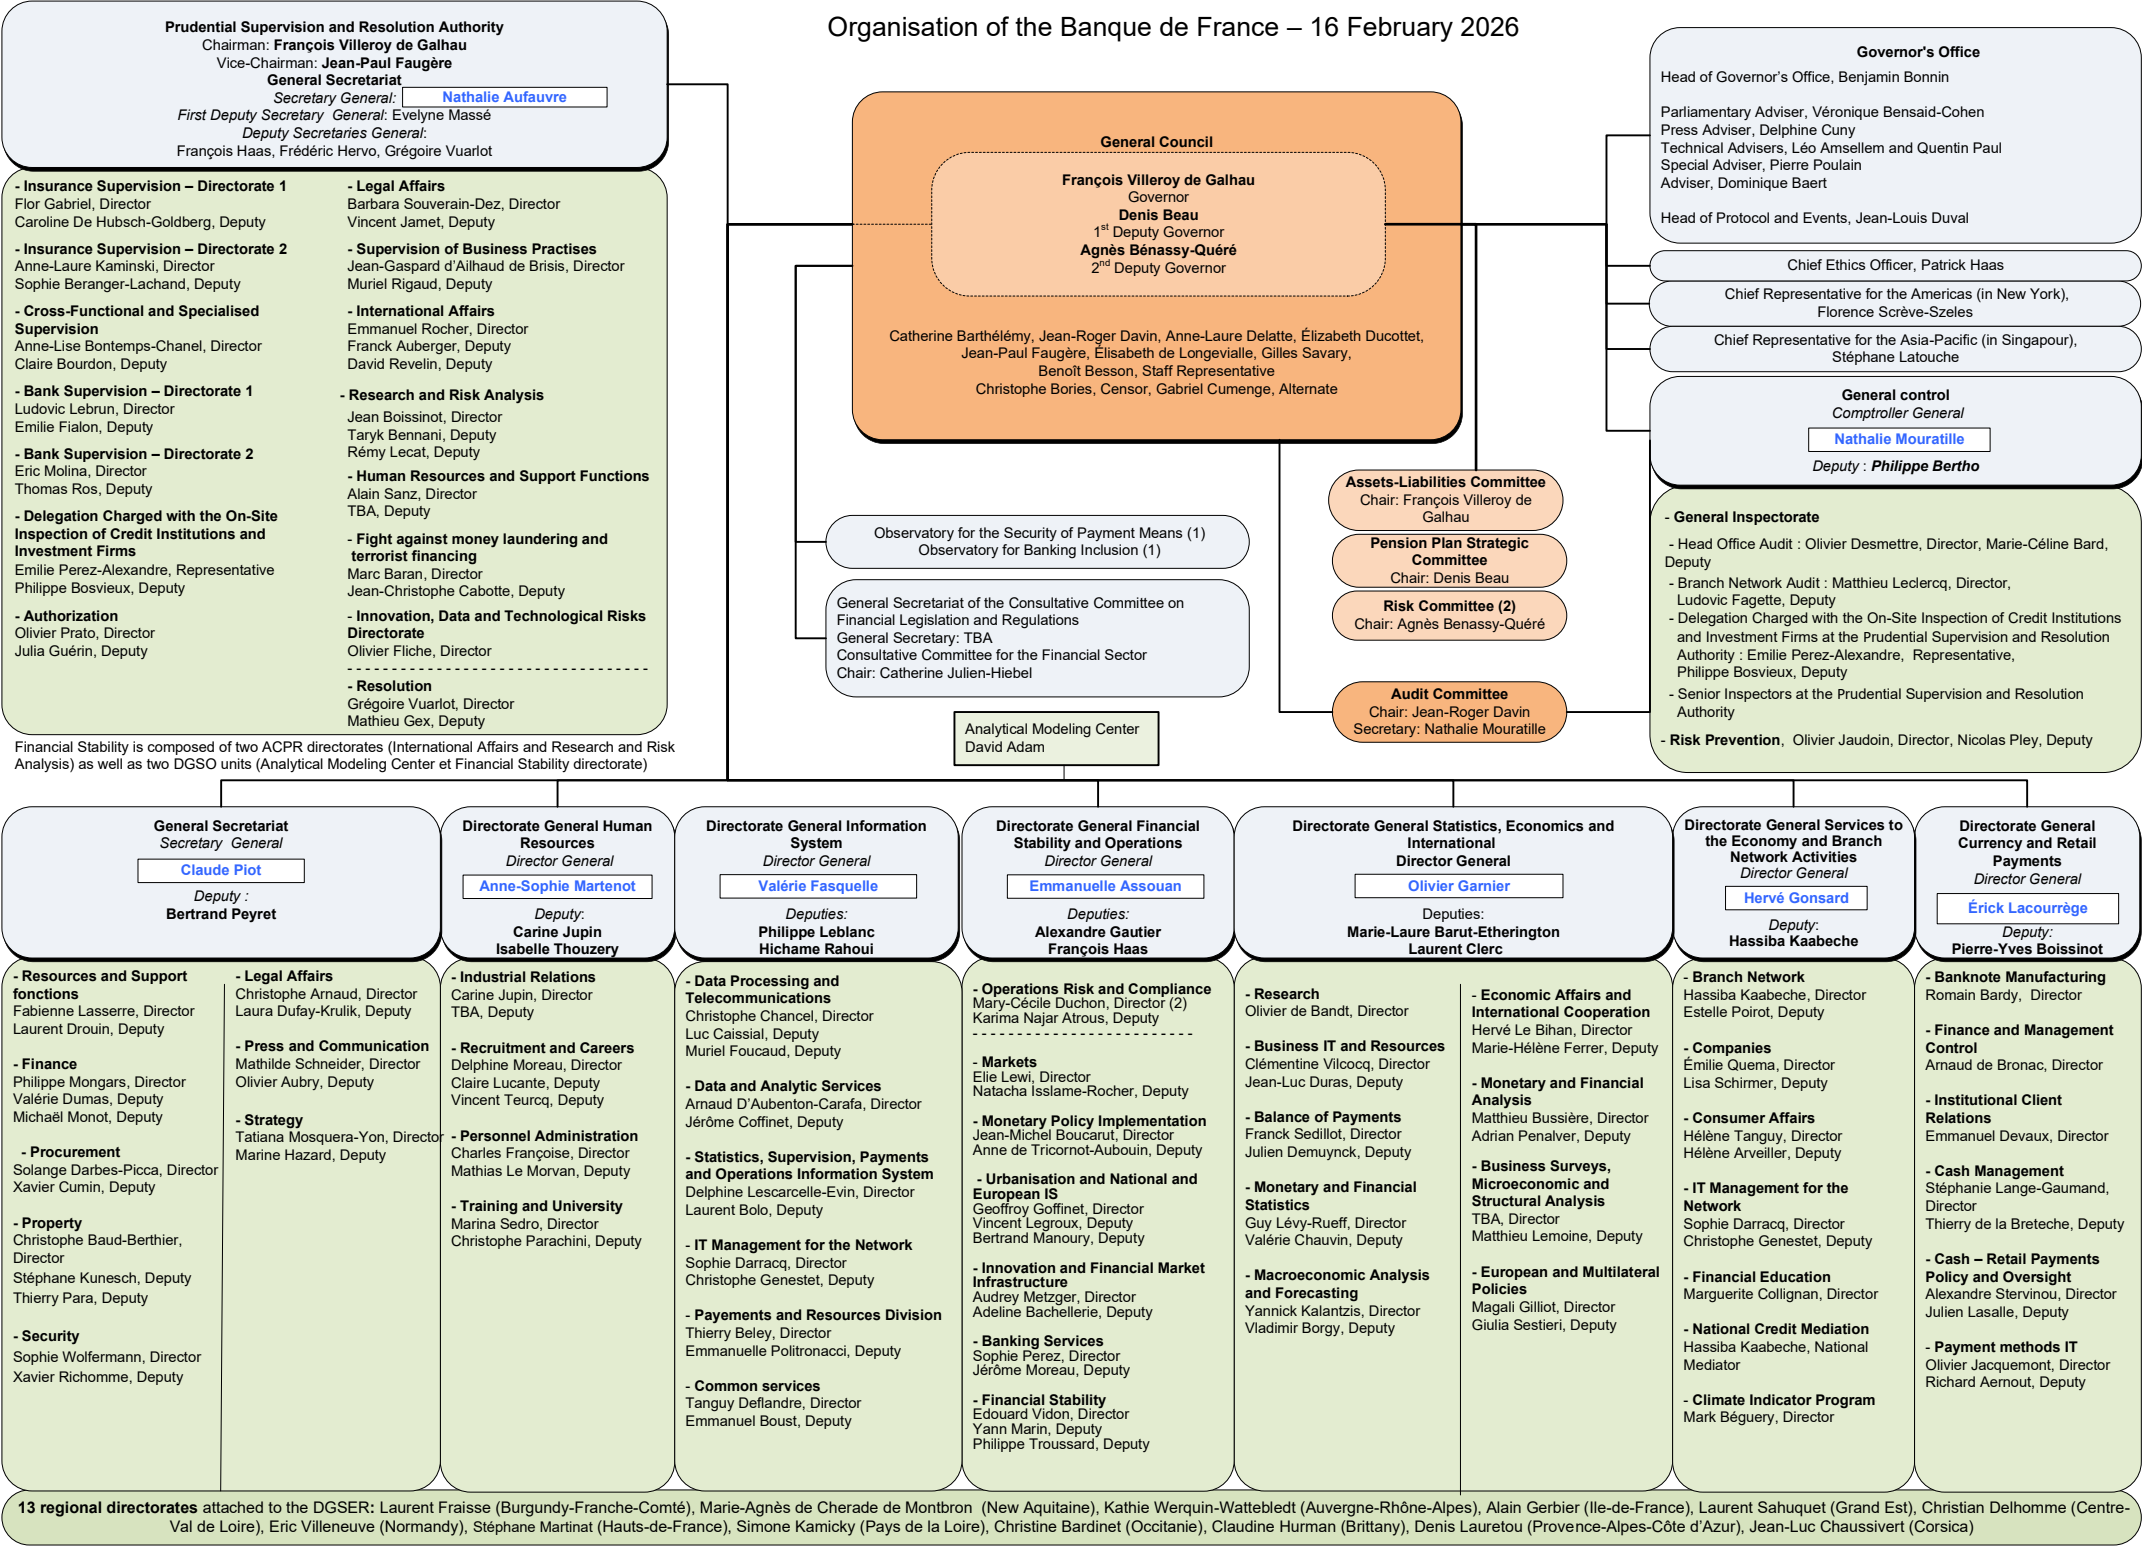 Organisation of the Banque de France – 16 February 2026
Prudential Supervision and Resolution Authority
Chairman: François Villeroy de Galhau
Vice-Chairman: Jean-Paul Faugère
General Secretariat
Secretary General: Nathalie Aufauvre
First Deputy Secretary General: Evelyne Massé
Deputy Secretaries General:
François Haas, Frédéric Hervo, Grégoire Vuarlot
- Insurance Supervision – Directorate 1
Flor Gabriel, Director
Caroline De Hubsch-Goldberg, Deputy
- Insurance Supervision – Directorate 2
Anne-Laure Kaminski, Director
Sophie Beranger-Lachand, Deputy
- Cross-Functional and Specialised
Supervision
Anne-Lise Bontemps-Chanel, Director
Claire Bourdon, Deputy
- Bank Supervision – Directorate 1
Ludovic Lebrun, Director
Emilie Fialon, Deputy
- Bank Supervision – Directorate 2
Eric Molina, Director
Thomas Ros, Deputy
- Delegation Charged with the On-Site
Inspection of Credit Institutions and
Investment Firms
Emilie Perez-Alexandre, Representative
Philippe Bosvieux, Deputy
- Authorization
Olivier Prato, Director
Julia Guérin, Deputy
- Legal Affairs
Barbara Souverain-Dez, Director
Vincent Jamet, Deputy
- Supervision of Business Practises
Jean-Gaspard d'Ailhaud de Brisis, Director
Muriel Rigaud, Deputy
- International Affairs
Emmanuel Rocher, Director
Franck Auberger, Deputy
David Revelin, Deputy
- Research and Risk Analysis
Jean Boissinot, Director
Taryk Bennani, Deputy
Rémy Lecat, Deputy
- Human Resources and Support Functions
Alain Sanz, Director
TBA, Deputy
- Fight against money laundering and
terrorist financing
Marc Baran, Director
Jean-Christophe Cabotte, Deputy
- Innovation, Data and Technological Risks
Directorate
Olivier Fliche, Director
- Resolution
Grégoire Vuarlot, Director
Mathieu Gex, Deputy
Financial Stability is composed of two ACPR directorates (International Affairs and Research and Risk
Analysis) as well as two DGSO units (Analytical Modeling Center et Financial Stability directorate)
General Council
François Villeroy de Galhau
Governor
Denis Beau
1st Deputy Governor
Agnès Bénassy-Quéré
2nd Deputy Governor
Catherine Barthélémy, Jean-Roger Davin, Anne-Laure Delatte, Élizabeth Ducottet,
Jean-Paul Faugère, Élisabeth de Longevialle, Gilles Savary,
Benoît Besson, Staff Representative
Christophe Bories, Censor, Gabriel Cumenge, Alternate
Observatory for the Security of Payment Means (1)
Observatory for Banking Inclusion (1)
General Secretariat of the Consultative Committee on
Financial Legislation and Regulations
General Secretary: TBA
Consultative Committee for the Financial Sector
Chair: Catherine Julien-Hiebel
Analytical Modeling Center
David Adam
Assets-Liabilities Committee
Chair: François Villeroy de
Galhau
Pension Plan Strategic
Committee
Chair: Denis Beau
Risk Committee (2)
Chair: Agnès Benassy-Quéré
Audit Committee
Chair: Jean-Roger Davin
Secretary: Nathalie Mouratille
Governor's Office
Head of Governor's Office, Benjamin Bonnin
Parliamentary Adviser, Véronique Bensaid-Cohen
Press Adviser, Delphine Cuny
Technical Advisers, Léo Amsellem and Quentin Paul
Special Adviser, Pierre Poulain
Adviser, Dominique Baert
Head of Protocol and Events, Jean-Louis Duval
Chief Ethics Officer, Patrick Haas
Chief Representative for the Americas (in New York),
Florence Scrève-Szeles
Chief Representative for the Asia-Pacific (in Singapour),
Stéphane Latouche
General control
Comptroller General
Nathalie Mouratille
Deputy : Philippe Bertho
- General Inspectorate
- Head Office Audit : Olivier Desmettre, Director, Marie-Céline Bard,
Deputy
- Branch Network Audit : Matthieu Leclercq, Director,
Ludovic Fagette, Deputy
- Delegation Charged with the On-Site Inspection of Credit Institutions
and Investment Firms at the Prudential Supervision and Resolution
Authority : Emilie Perez-Alexandre, Representative,
Philippe Bosvieux, Deputy
- Senior Inspectors at the Prudential Supervision and Resolution
Authority
- Risk Prevention, Olivier Jaudoin, Director, Nicolas Pley, Deputy
General Secretariat
Secretary General
Claude Piot
Deputy :
Bertrand Peyret
- Resources and Support
fonctions
Fabienne Lasserre, Director
Laurent Drouin, Deputy
- Finance
Philippe Mongars, Director
Valérie Dumas, Deputy
Michaël Monot, Deputy
- Procurement
Solange Darbes-Picca, Director
Xavier Cumin, Deputy
- Property
Christophe Baud-Berthier,
Director
Stéphane Kunesch, Deputy
Thierry Para, Deputy
- Security
Sophie Wolfermann, Director
Xavier Richomme, Deputy
- Legal Affairs
Christophe Arnaud, Director
Laura Dufay-Krulik, Deputy
- Press and Communication
Mathilde Schneider, Director
Olivier Aubry, Deputy
- Strategy
Tatiana Mosquera-Yon, Director
Marine Hazard, Deputy
Directorate General Human
Resources
Director General
Anne-Sophie Martenot
Deputy:
Carine Jupin
Isabelle Thouzery
- Industrial Relations
Carine Jupin, Director
TBA, Deputy
- Recruitment and Careers
Delphine Moreau, Director
Claire Lucante, Deputy
Vincent Teurcq, Deputy
- Personnel Administration
Charles Françoise, Director
Mathias Le Morvan, Deputy
- Training and University
Marina Sedro, Director
Christophe Parachini, Deputy
Directorate General Information
System
Director General
Valérie Fasquelle
Deputies:
Philippe Leblanc
Hichame Rahoui
- Data Processing and
Telecommunications
Christophe Chancel, Director
Luc Caissial, Deputy
Muriel Foucaud, Deputy
- Data and Analytic Services
Arnaud D'Aubenton-Carafa, Director
Jérôme Coffinet, Deputy
- Statistics, Supervision, Payments
and Operations Information System
Delphine Lescarcelle-Evin, Director
Laurent Bolo, Deputy
- IT Management for the Network
Sophie Darracq, Director
Christophe Genestet, Deputy
- Payements and Resources Division
Thierry Beley, Director
Emmanuelle Politronacci, Deputy
- Common services
Tanguy Deflandre, Director
Emmanuel Boust, Deputy
Directorate General Financial
Stability and Operations
Director General
Emmanuelle Assouan
Deputies:
Alexandre Gautier
François Haas
- Operations Risk and Compliance
Mary-Cécile Duchon, Director (2)
Karima Najar Atrous, Deputy
- Markets
Elie Lewi, Director
Natacha Isslame-Rocher, Deputy
- Monetary Policy Implementation
Jean-Michel Boucarut, Director
Anne de Tricornot-Aubouin, Deputy
- Urbanisation and National and
European IS
Geoffroy Goffinet, Director
Vincent Legroux, Deputy
Bertrand Manoury, Deputy
- Innovation and Financial Market
Infrastructure
Audrey Metzger, Director
Adeline Bachellerie, Deputy
- Banking Services
Sophie Perez, Director
Jérôme Moreau, Deputy
- Financial Stability
Edouard Vidon, Director
Yann Marin, Deputy
Philippe Troussard, Deputy
Directorate General Statistics, Economics and
International
Director General
Olivier Garnier
Deputies:
Marie-Laure Barut-Etherington
Laurent Clerc
- Research
Olivier de Bandt, Director
- Business IT and Resources
Clémentine Vilcocq, Director
Jean-Luc Duras, Deputy
- Balance of Payments
Franck Sedillot, Director
Julien Demuynck, Deputy
- Monetary and Financial
Statistics
Guy Lévy-Rueff, Director
Valérie Chauvin, Deputy
- Macroeconomic Analysis
and Forecasting
Yannick Kalantzis, Director
Vladimir Borgy, Deputy
- Economic Affairs and
International Cooperation
Hervé Le Bihan, Director
Marie-Hélène Ferrer, Deputy
- Monetary and Financial
Analysis
Matthieu Bussière, Director
Adrian Penalver, Deputy
- Business Surveys,
Microeconomic and
Structural Analysis
TBA, Director
Matthieu Lemoine, Deputy
- European and Multilateral
Policies
Magali Gilliot, Director
Giulia Sestieri, Deputy
Directorate General Services to
the Economy and Branch
Network Activities
Director General
Hervé Gonsard
Deputy:
Hassiba Kaabeche
- Branch Network
Hassiba Kaabeche, Director
Estelle Poirot, Deputy
- Companies
Émilie Quema, Director
Lisa Schirmer, Deputy
- Consumer Affairs
Hélène Tanguy, Director
Hélène Arveiller, Deputy
- IT Management for the
Network
Sophie Darracq, Director
Christophe Genestet, Deputy
- Financial Education
Marguerite Collignan, Director
- National Credit Mediation
Hassiba Kaabeche, National
Mediator
- Climate Indicator Program
Mark Béguery, Director
Directorate General
Currency and Retail
Payments
Director General
Érick Lacourrège
Deputy:
Pierre-Yves Boissinot
- Banknote Manufacturing
Romain Bardy, Director
- Finance and Management
Control
Arnaud de Bronac, Director
- Institutional Client
Relations
Emmanuel Devaux, Director
- Cash Management
Stéphanie Lange-Gaumand,
Director
Thierry de la Breteche, Deputy
- Cash – Retail Payments
Policy and Oversight
Alexandre Stervinou, Director
Julien Lasalle, Deputy
- Payment methods IT
Olivier Jacquemont, Director
Richard Aernout, Deputy
13 regional directorates attached to the DGSER: Laurent Fraisse (Burgundy-Franche-Comté), Marie-Agnès de Cherade de Montbron (New Aquitaine), Kathie Werquin-Wattebledt (Auvergne-Rhône-Alpes), Alain Gerbier (Ile-de-France), Laurent Sahuquet (Grand Est), Christian Delhomme (Centre-
Val de Loire), Eric Villeneuve (Normandy), Stéphane Martinat (Hauts-de-France), Simone Kamicky (Pays de la Loire), Christine Bardinet (Occitanie), Claudine Hurman (Brittany), Denis Lauretou (Provence-Alpes-Côte d'Azur), Jean-Luc Chaussivert (Corsica)